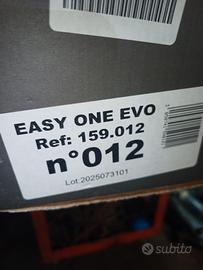 EASY ONE EVO
Ref: 159.012
n°012
Lot 2025073101
subito